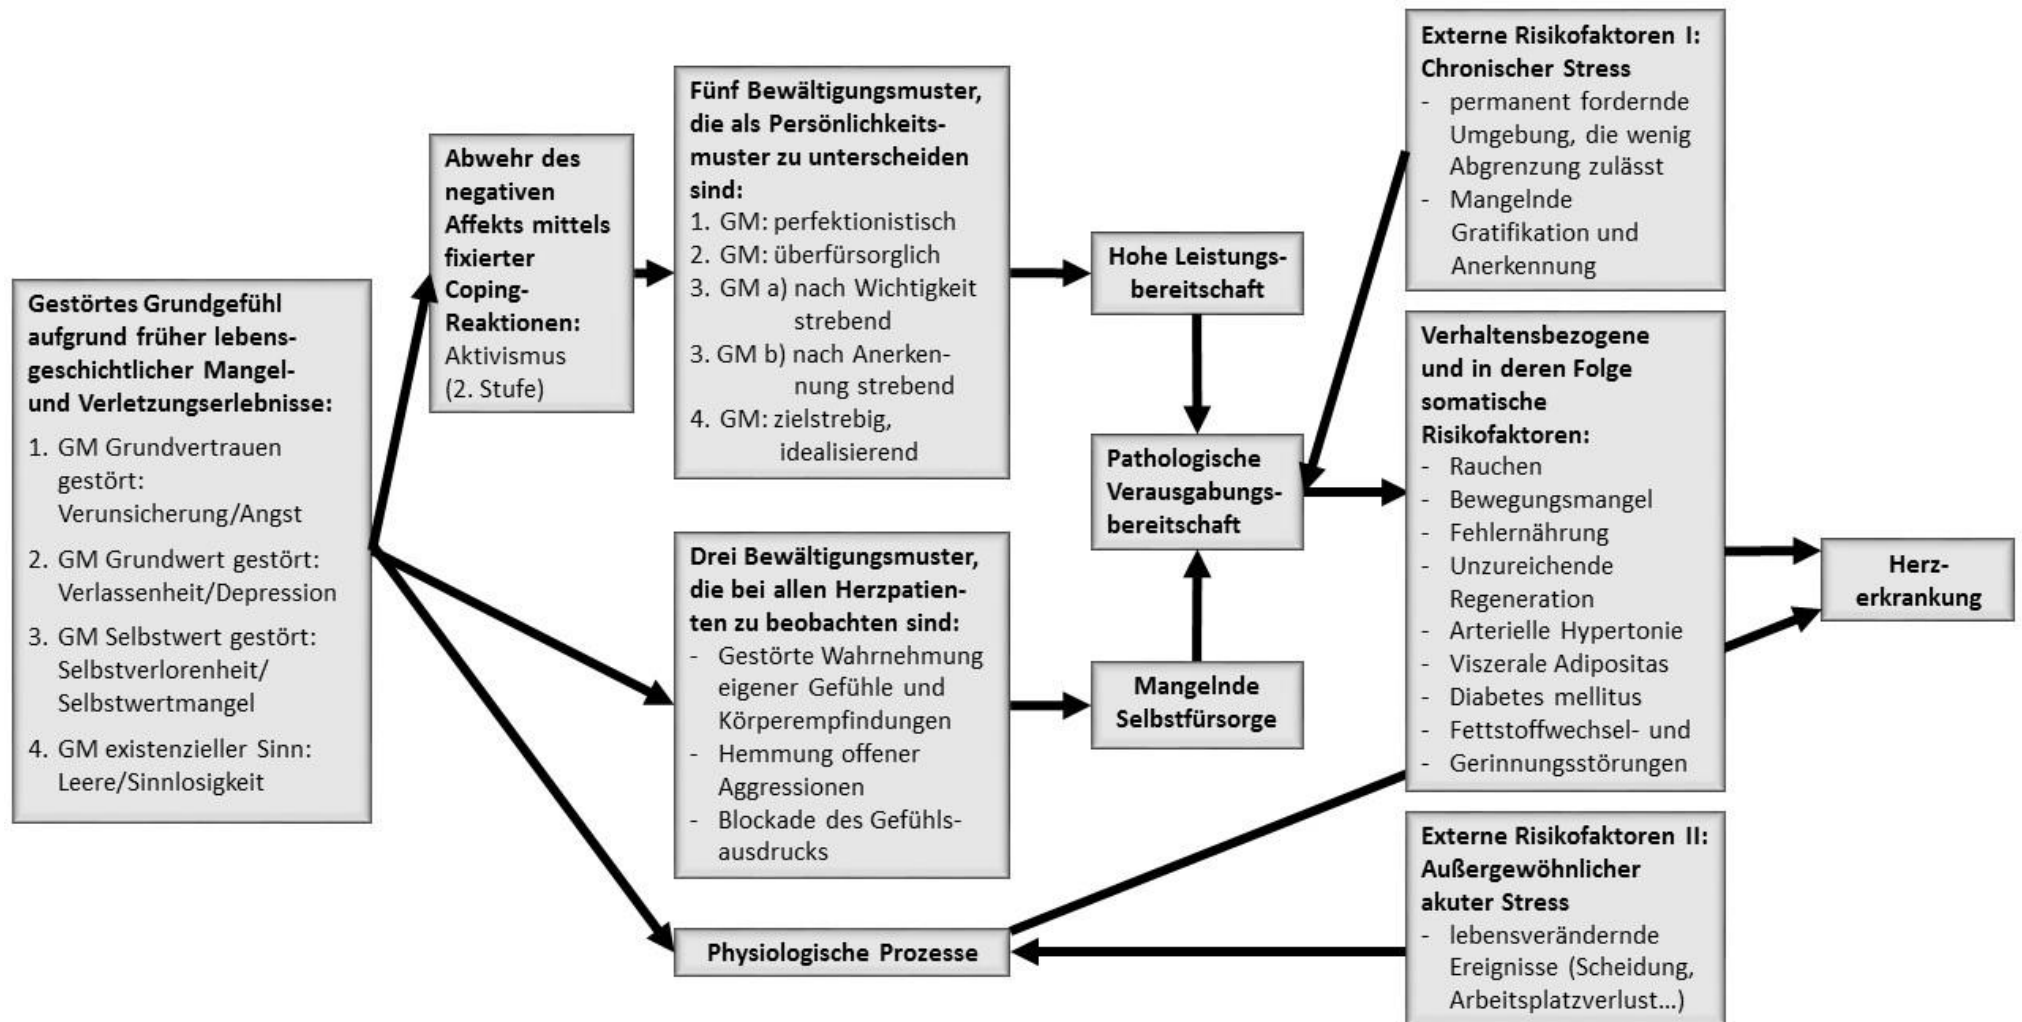 Gestörtes Grundgefühl
aufgrund früher lebens-
geschichtlicher Mangel-
und Verletzungserlebnisse:
1. GM Grundvertrauen
gestört:
Verunsicherung/Angst
2. GM Grundwert gestört:
Verlassenheit/Depression
3. GM Selbstwert gestört:
Selbstverlorenheit/
Selbstwertmangel
4. GM existenzieller Sinn:
Leere/Sinnlosigkeit
Abwehr des
negativen
Affekts mittels
fixierter
Coping-
Reaktionen:
Aktivismus
(2. Stufe)
Fünf Bewältigungsmuster,
die als Persönlichkeits-
muster zu unterscheiden
sind:
1. GM: perfektionistisch
2. GM: überfürsorglich
3. GM a) nach Wichtigkeit
strebend
3. GM b) nach Anerken-
nung strebend
4. GM: zielstrebig,
idealisierend
Drei Bewältigungsmuster,
die bei allen Herzpatien-
ten zu beobachten sind:
- Gestörte Wahrnehmung
eigener Gefühle und
Körperempfindungen
- Hemmung offener
Aggressionen
- Blockade des Gefühls-
ausdrucks
Physiologische Prozesse
Hohe Leistungs-
bereitschaft
Pathologische
Verausgabungs-
bereitschaft
Mangelnde
Selbstfürsorge
Externe Risikofaktoren I:
Chronischer Stress
- permanent fordernde
Umgebung, die wenig
Abgrenzung zulässt
- Mangelnde
Gratifikation und
Anerkennung
Verhaltensbezogene
und in deren Folge
somatische
Risikofaktoren:
- Rauchen
- Bewegungsmangel
- Fehlernährung
- Unzureichende
Regeneration
- Arterielle Hypertonie
- Viszerale Adipositas
- Diabetes mellitus
- Fettstoffwechsel- und
- Gerinnungsstörungen
Externe Risikofaktoren II:
Außergewöhnlicher
akuter Stress
- lebensverändernde
Ereignisse (Scheidung,
Arbeitsplatzverlust...)
Herz-
erkrankung